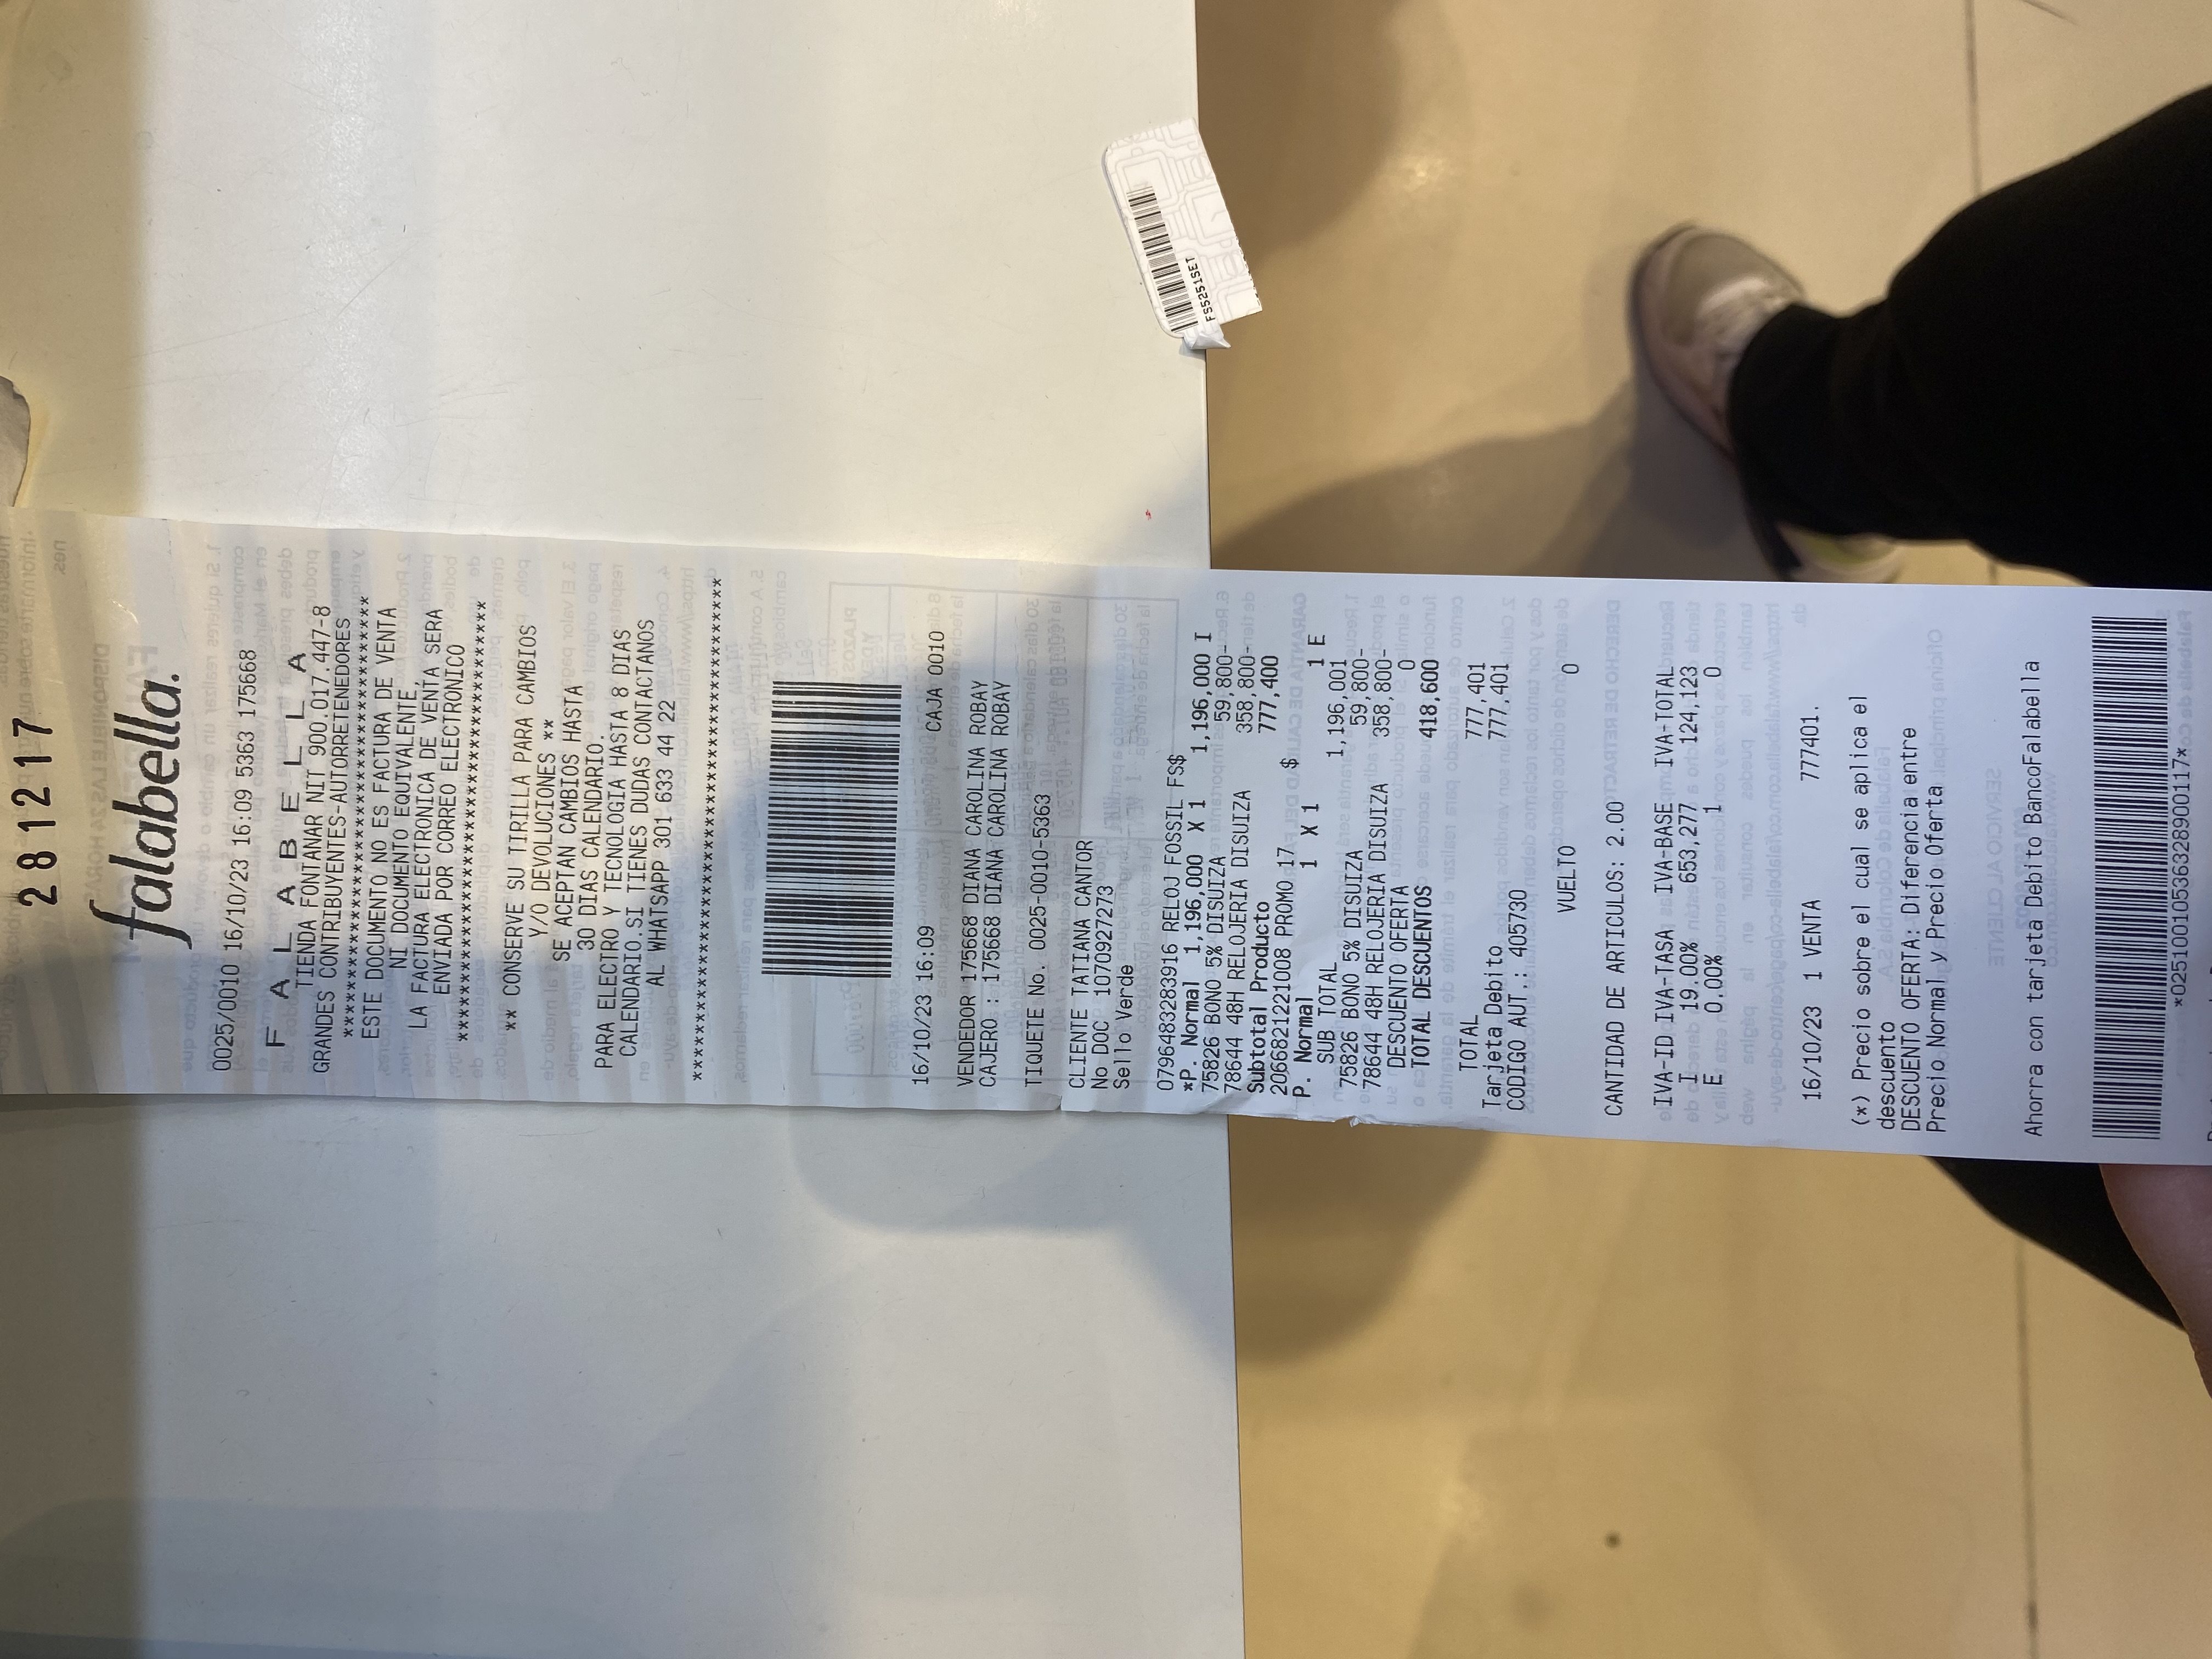 281217
falabella.
0025/0010 16/10/23 16:09 5363 175668
F A L A B E L L A
TIENDA FONTANAR NIT 900.017.447-8
GRANDES CONTRIBUYENTES-AUTORRETENEDORES
************************************
ESTE DOCUMENTO NO ES FACTURA DE VENTA
NI DOCUMENTO EQUIVALENTE,
LA FACTURA ELECTRONICA DE VENTA SERA
ENVIADA POR CORREO ELECTRONICO
************************************
** CONSERVE SU TIRILLA PARA CAMBIOS
Y/O DEVOLUCIONES **
SE ACEPTAN CAMBIOS HASTA
30 DIAS CALENDARIO.
PARA ELECTRO Y TECNOLOGIA HASTA 8 DIAS
CALENDARIO.SI TIENES DUDAS CONTACTANOS
AL WHATSAPP 301 633 44 22
****************************************
16/10/23 16:09 CAJA 0010
VENDEDOR 175668 DIANA CAROLINA ROBAY
CAJERO : 175668 DIANA CAROLINA ROBAY
TIQUETE No. 0025-0010-5363
CLIENTE TATIANA CANTOR
No DOC 1070927273
Sello Verde
0796483283916 RELOJ FOSSIL FS$
*P. Normal 1,196,000 X 1 1,196,000 I
75826 BONO 5% DISUIZA 59,800-
78644 48H RELOJERIA DISUIZA 358,800-
Subtotal Producto 777,400
2066821221008 PROMO 17 $
P. Normal 1 X 1 1 E
SUB TOTAL 1,196,001
75826 BONO 5% DISUIZA 59,800-
78644 48H RELOJERIA DISUIZA 358,800-
DESCUENTO OFERTA 0
TOTAL DESCUENTOS 418,600
TOTAL 777,401
Tarjeta Debito 777,401
CODIGO AUT.: 405730
VUELTO 0
CANTIDAD DE ARTICULOS: 2.00
IVA-ID IVA-TASA IVA-BASE IVA-TOTAL
I 19.00% 653,277 124,123
E 0.00% 1 0
16/10/23 1 VENTA 777401.
(*) Precio sobre el cual se aplica el
descuento
DESCUENTO OFERTA: Diferencia entre
Precio Normal y Precio Oferta
Ahorra con tarjeta Debito BancoFalabella
*02510010536328900117*
FS5251SET